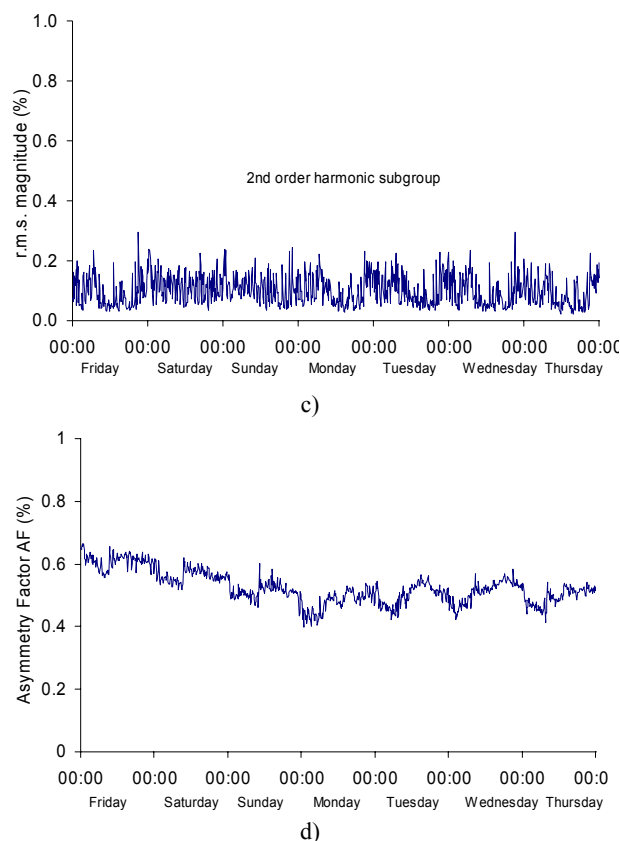 1.0
0.8
0.6
0.4
0.2
0.0
r.m.s. magnitude (%)
2nd order harmonic subgroup
00:00 00:00 00:00 00:00 00:00 00:00 00:00 00:00
Friday Saturday Sunday Monday Tuesday Wednesday Thursday
c)
1
0.8
0.6
0.4
0.2
0
Asymmetry Factor AF (%)
00:00 00:00 00:00 00:00 00:00 00:00 00:00 00:0
Friday Saturday Sunday Monday Tuesday Wednesday Thursday
d)